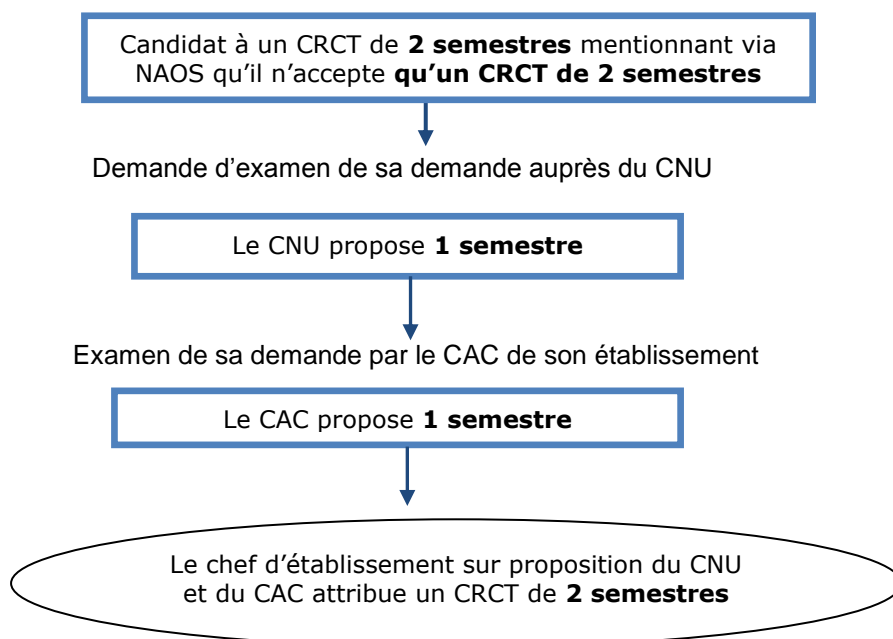 Candidat à un CRCT de 2 semestres mentionnant via
NAOS qu’il n’accepte qu’un CRCT de 2 semestres
Demande d’examen de sa demande auprès du CNU
Le CNU propose 1 semestre
Examen de sa demande par le CAC de son établissement
Le CAC propose 1 semestre
Le chef d’établissement sur proposition du CNU
et du CAC attribue un CRCT de 2 semestres